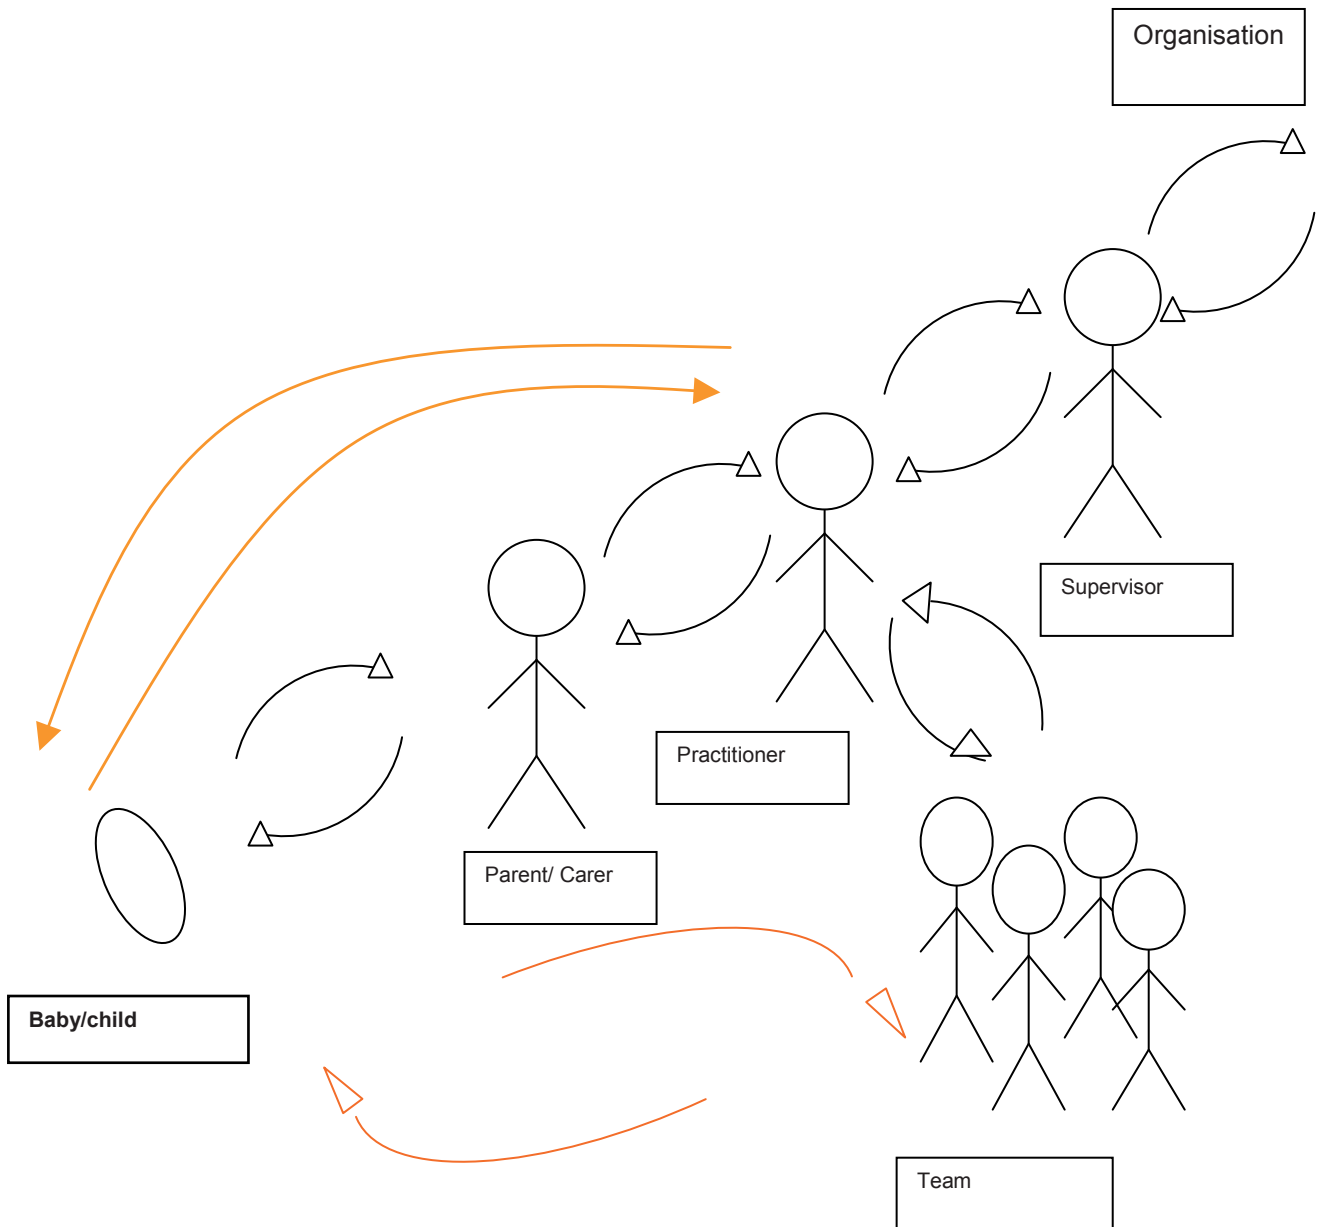 Organisation
Supervisor
Practitioner
Parent/ Carer
Baby/child
Team